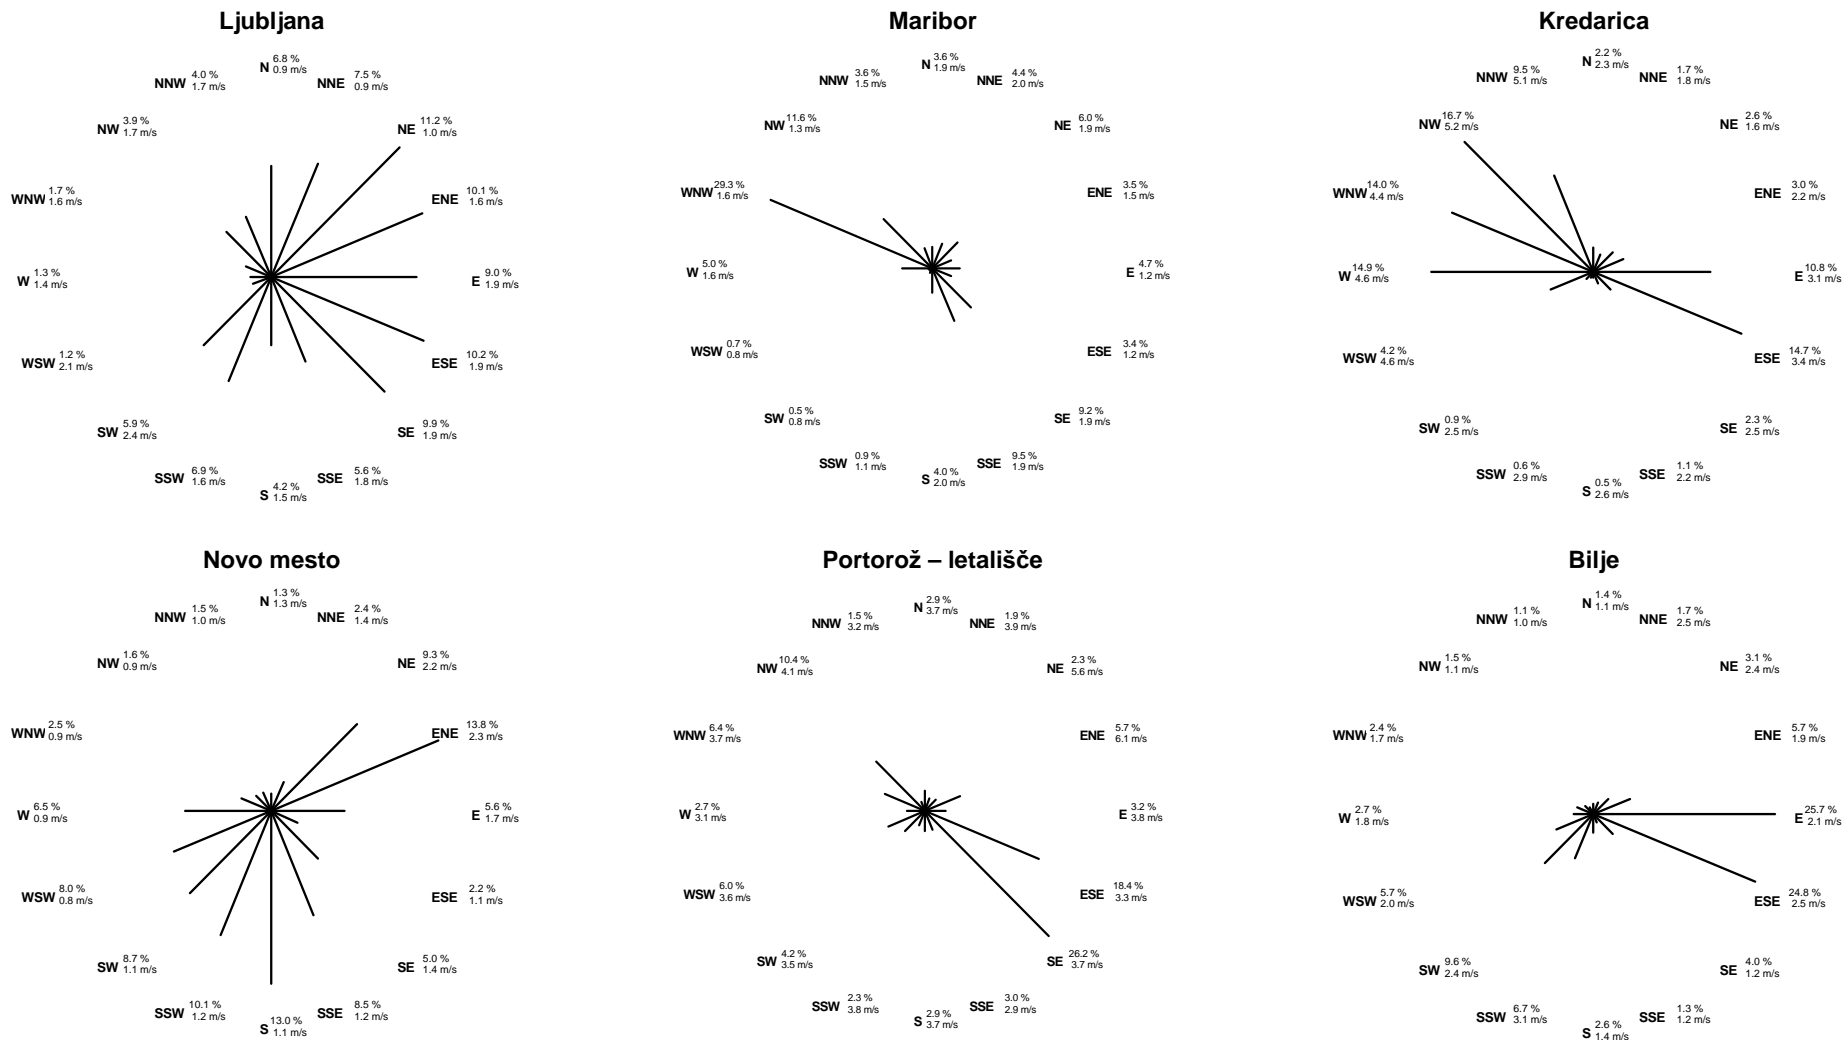 Ljubljana
N 6.8 %
0.9 m/s
NNW 4.0 %
1.7 m/s
NNE 7.5 %
0.9 m/s
NW 3.9 %
1.7 m/s
NE 11.2 %
1.0 m/s
WNW 1.7 %
1.6 m/s
ENE 10.1 %
1.6 m/s
W 1.3 %
1.4 m/s
E 9.0 %
1.9 m/s
WSW 1.2 %
2.1 m/s
ESE 10.2 %
1.9 m/s
SW 5.9 %
2.4 m/s
SE 9.9 %
1.9 m/s
SSW 6.9 %
1.6 m/s
S 4.2 %
1.5 m/s
SSE 5.6 %
1.8 m/s
Maribor
N 3.6 %
1.9 m/s
NNW 3.6 %
1.5 m/s
NNE 4.4 %
2.0 m/s
NW 11.6 %
1.3 m/s
NE 6.0 %
1.9 m/s
WNW 29.3 %
1.6 m/s
ENE 3.5 %
1.5 m/s
W 5.0 %
1.6 m/s
E 4.7 %
1.2 m/s
WSW 0.7 %
0.8 m/s
ESE 3.4 %
1.2 m/s
SW 0.5 %
0.8 m/s
SE 9.2 %
1.9 m/s
SSW 0.9 %
1.1 m/s
S 4.0 %
2.0 m/s
SSE 9.5 %
1.9 m/s
Kredarica
N 2.2 %
2.3 m/s
NNW 9.5 %
5.1 m/s
NNE 1.7 %
1.8 m/s
NW 16.7 %
5.2 m/s
NE 2.6 %
1.6 m/s
WNW 14.0 %
4.4 m/s
ENE 3.0 %
2.2 m/s
W 14.9 %
4.6 m/s
E 10.8 %
3.1 m/s
WSW 4.2 %
4.6 m/s
ESE 14.7 %
3.4 m/s
SW 0.9 %
2.5 m/s
SE 2.3 %
2.5 m/s
SSW 0.6 %
2.9 m/s
S 0.5 %
2.6 m/s
SSE 1.1 %
2.2 m/s
Novo mesto
N 1.3 %
1.3 m/s
NNW 1.5 %
1.0 m/s
NNE 2.4 %
1.4 m/s
NW 1.6 %
0.9 m/s
NE 9.3 %
2.2 m/s
WNW 2.5 %
0.9 m/s
ENE 13.8 %
2.3 m/s
W 6.5 %
0.9 m/s
E 5.6 %
1.7 m/s
WSW 8.0 %
0.8 m/s
ESE 2.2 %
1.1 m/s
SW 8.7 %
1.1 m/s
SE 5.0 %
1.4 m/s
SSW 10.1 %
1.2 m/s
S 13.0 %
1.1 m/s
SSE 8.5 %
1.2 m/s
Portorož – letališče
N 2.9 %
3.7 m/s
NNW 1.5 %
3.2 m/s
NNE 1.9 %
3.9 m/s
NW 10.4 %
4.1 m/s
NE 2.3 %
5.6 m/s
WNW 6.4 %
3.7 m/s
ENE 5.7 %
6.1 m/s
W 2.7 %
3.1 m/s
E 3.2 %
3.8 m/s
WSW 6.0 %
3.6 m/s
ESE 18.4 %
3.3 m/s
SW 4.2 %
3.5 m/s
SE 26.2 %
3.7 m/s
SSW 2.3 %
3.8 m/s
S 2.9 %
3.7 m/s
SSE 3.0 %
2.9 m/s
Bilje
N 1.4 %
1.1 m/s
NNW 1.1 %
1.0 m/s
NNE 1.7 %
2.5 m/s
NW 1.5 %
1.1 m/s
NE 3.1 %
2.4 m/s
WNW 2.4 %
1.7 m/s
ENE 5.7 %
1.9 m/s
W 2.7 %
1.8 m/s
E 25.7 %
2.1 m/s
WSW 5.7 %
2.0 m/s
ESE 24.8 %
2.5 m/s
SW 9.6 %
2.4 m/s
SE 4.0 %
1.2 m/s
SSW 6.7 %
3.1 m/s
S 2.6 %
1.4 m/s
SSE 1.3 %
1.2 m/s